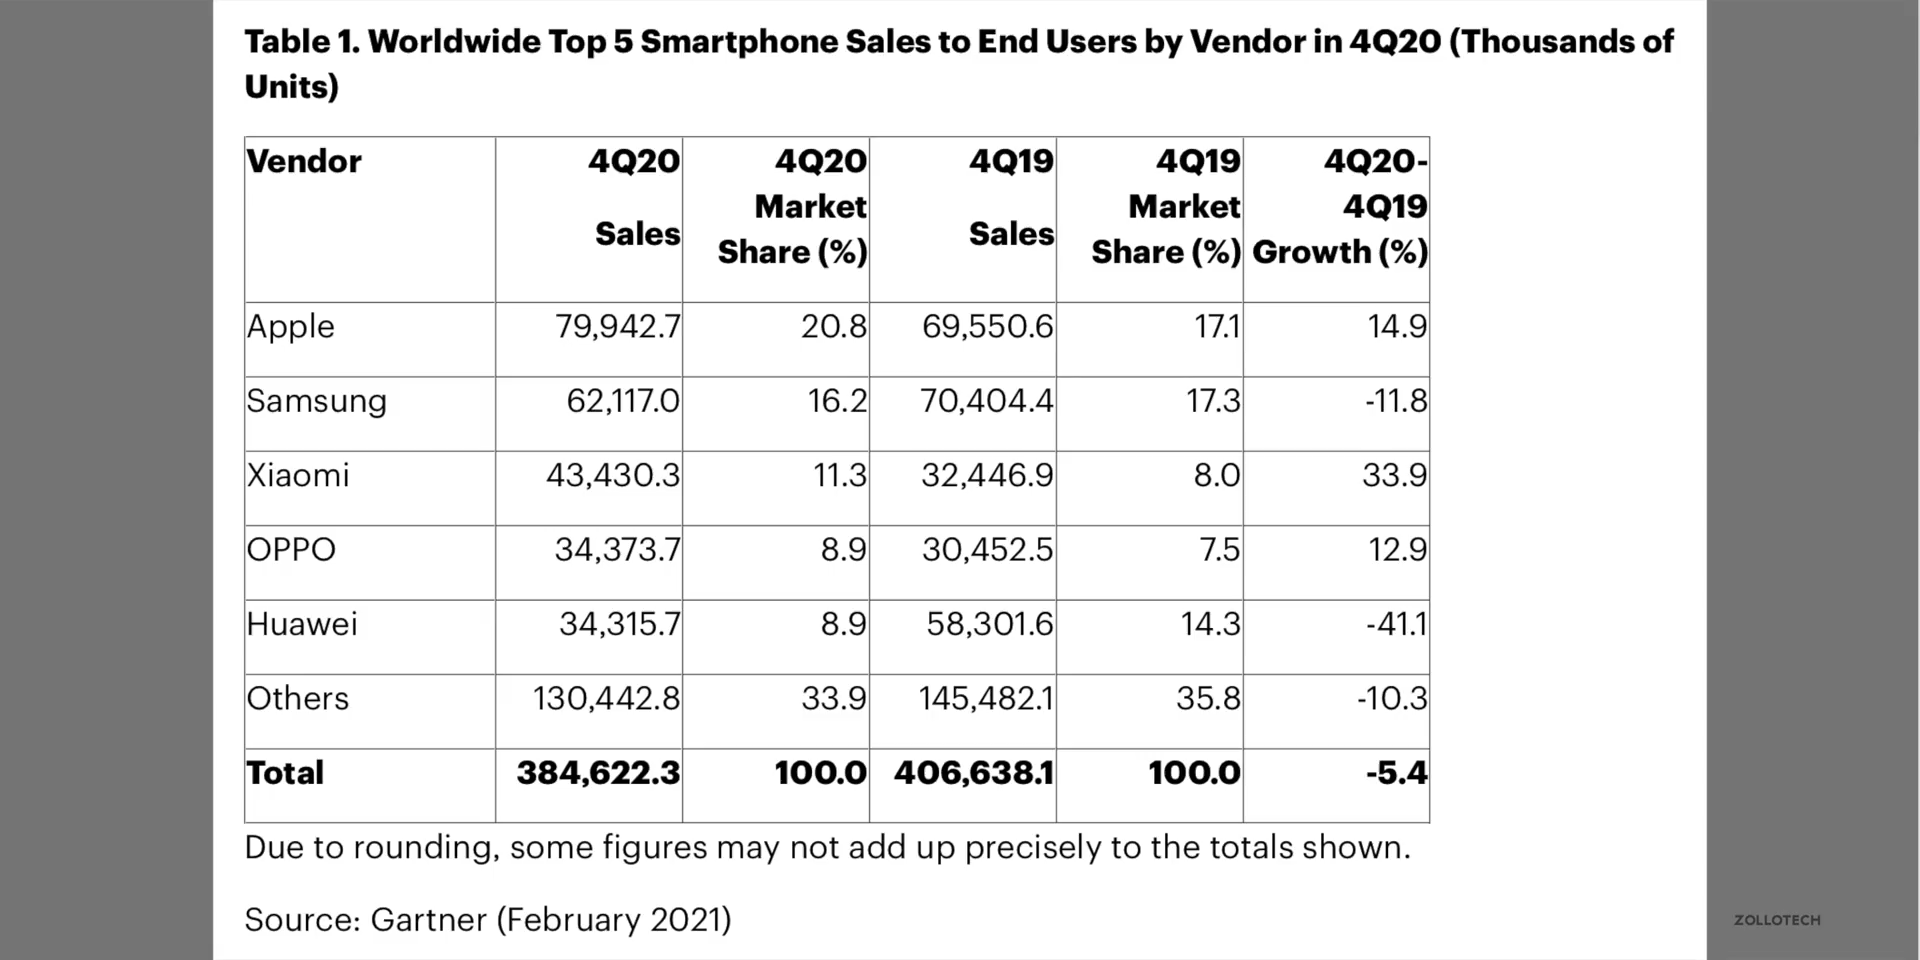 Table 1. Worldwide Top 5 Smartphone Sales to End Users by Vendor in 4Q20 (Thousands of
Units)
Vendor 4Q20 Sales 4Q20 Market Share (%) 4Q19 Sales 4Q19 Market Share (%) 4Q20-4Q19 Growth (%)
Apple 79,942.7 20.8 69,550.6 17.1 14.9
Samsung 62,117.0 16.2 70,404.4 17.3 -11.8
Xiaomi 43,430.3 11.3 32,446.9 8.0 33.9
OPPO 34,373.7 8.9 30,452.5 7.5 12.9
Huawei 34,315.7 8.9 58,301.6 14.3 -41.1
Others 130,442.8 33.9 145,482.1 35.8 -10.3
Total 384,622.3 100.0 406,638.1 100.0 -5.4
Due to rounding, some figures may not add up precisely to the totals shown.
Source: Gartner (February 2021)
ZOLLOTECH